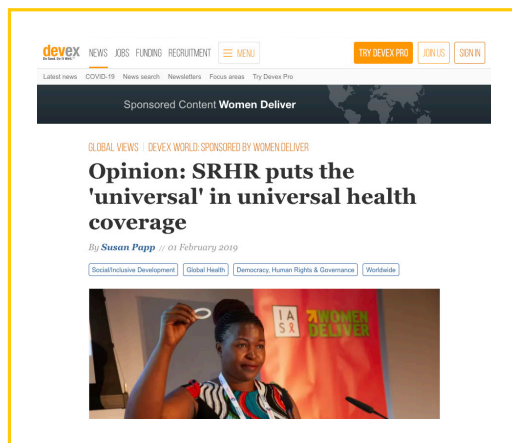 devex
Do Good. Do It Well.™
NEWS JOBS FUNDING RECRUITMENT MENU TRY DEVEX PRO JOIN US SIGN IN
Latest news COVID-19 News search Newsletters Focus areas Try Devex Pro
Sponsored Content Women Deliver
GLOBAL VIEWS | DEVEX WORLD: SPONSORED BY WOMEN DELIVER
Opinion: SRHR puts the
'universal' in universal health
coverage
By Susan Papp // 01 February 2019
Social/Inclusive Development Global Health Democracy, Human Rights & Governance Worldwide
IAS WOMEN
DELIVER